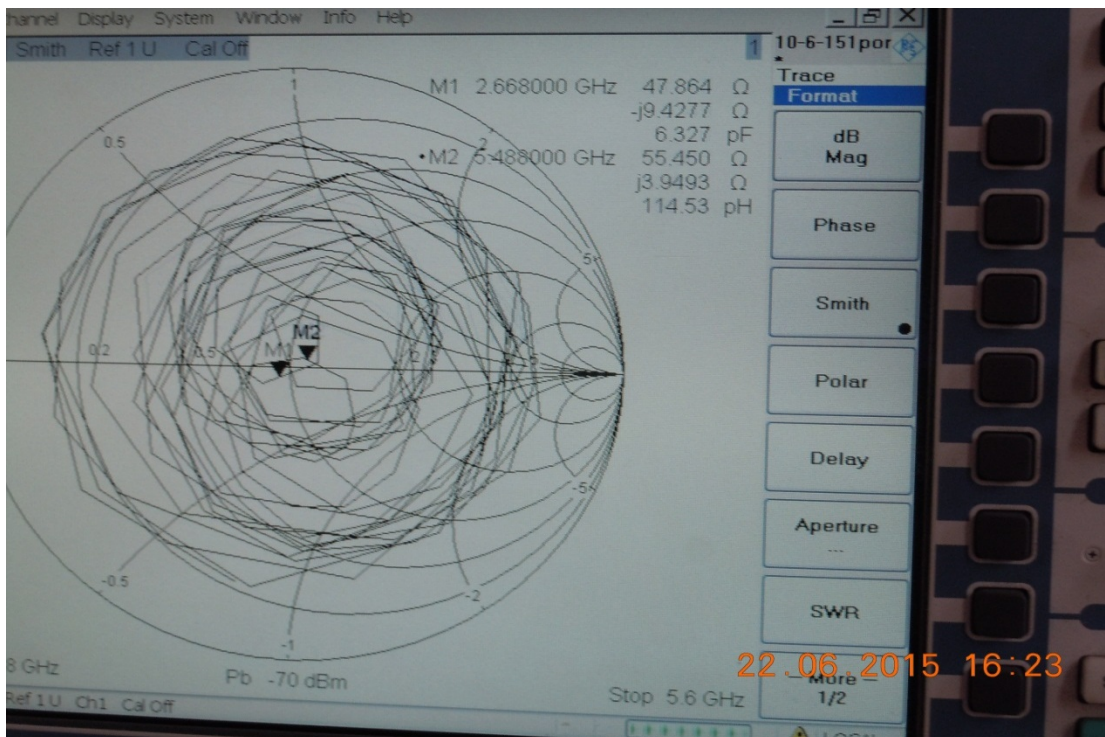 hannel Display System Window Info Help
Smith Ref 1 U Cal Off
1
10-6-151por
Trace
Format
M1 2.668000 GHz 47.864 Ω
-j9.4277 Ω
6.327 pF
•M2 5.488000 GHz 55.450 Ω
j3.9493 Ω
114.53 pH
dB
Mag
Phase
Smith
Polar
Delay
Aperture
...
SWR
– More –
1/2
1
0.5
2
5
M2
M1
0.2
0.5
2
5
-5
-0.5
-2
-1
8 GHz
Pb -70 dBm
Stop 5.6 GHz
Ref 1 U Ch1 Cal Off
LOCAL
22.06.2015 16:23